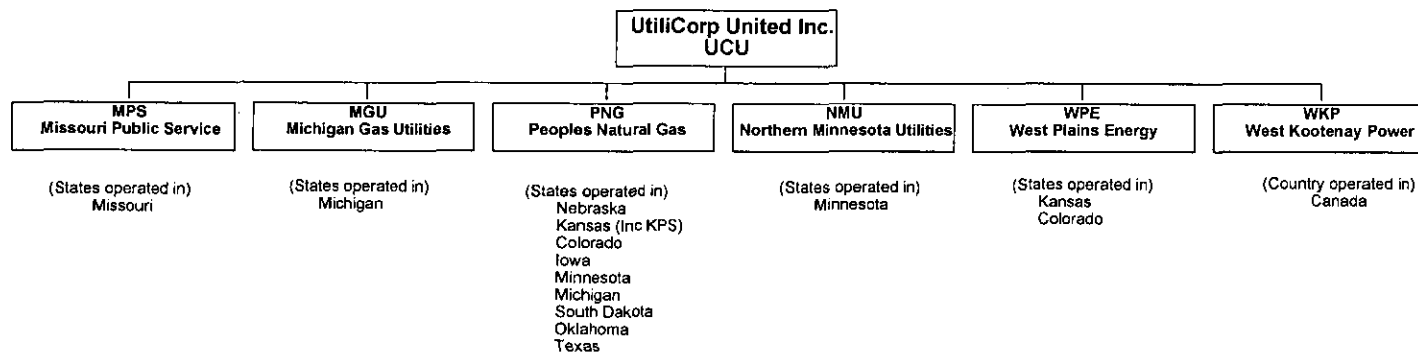 UtiliCorp United Inc.
UCU
MPS
Missouri Public Service
(States operated in)
Missouri
MGU
Michigan Gas Utilities
(States operated in)
Michigan
PNG
Peoples Natural Gas
(States operated in)
Nebraska
Kansas (Inc KPS)
Colorado
Iowa
Minnesota
Michigan
South Dakota
Oklahoma
Texas
NMU
Northern Minnesota Utilities
(States operated in)
Minnesota
WPE
West Plains Energy
(States operated in)
Kansas
Colorado
WKP
West Kootenay Power
(Country operated in)
Canada